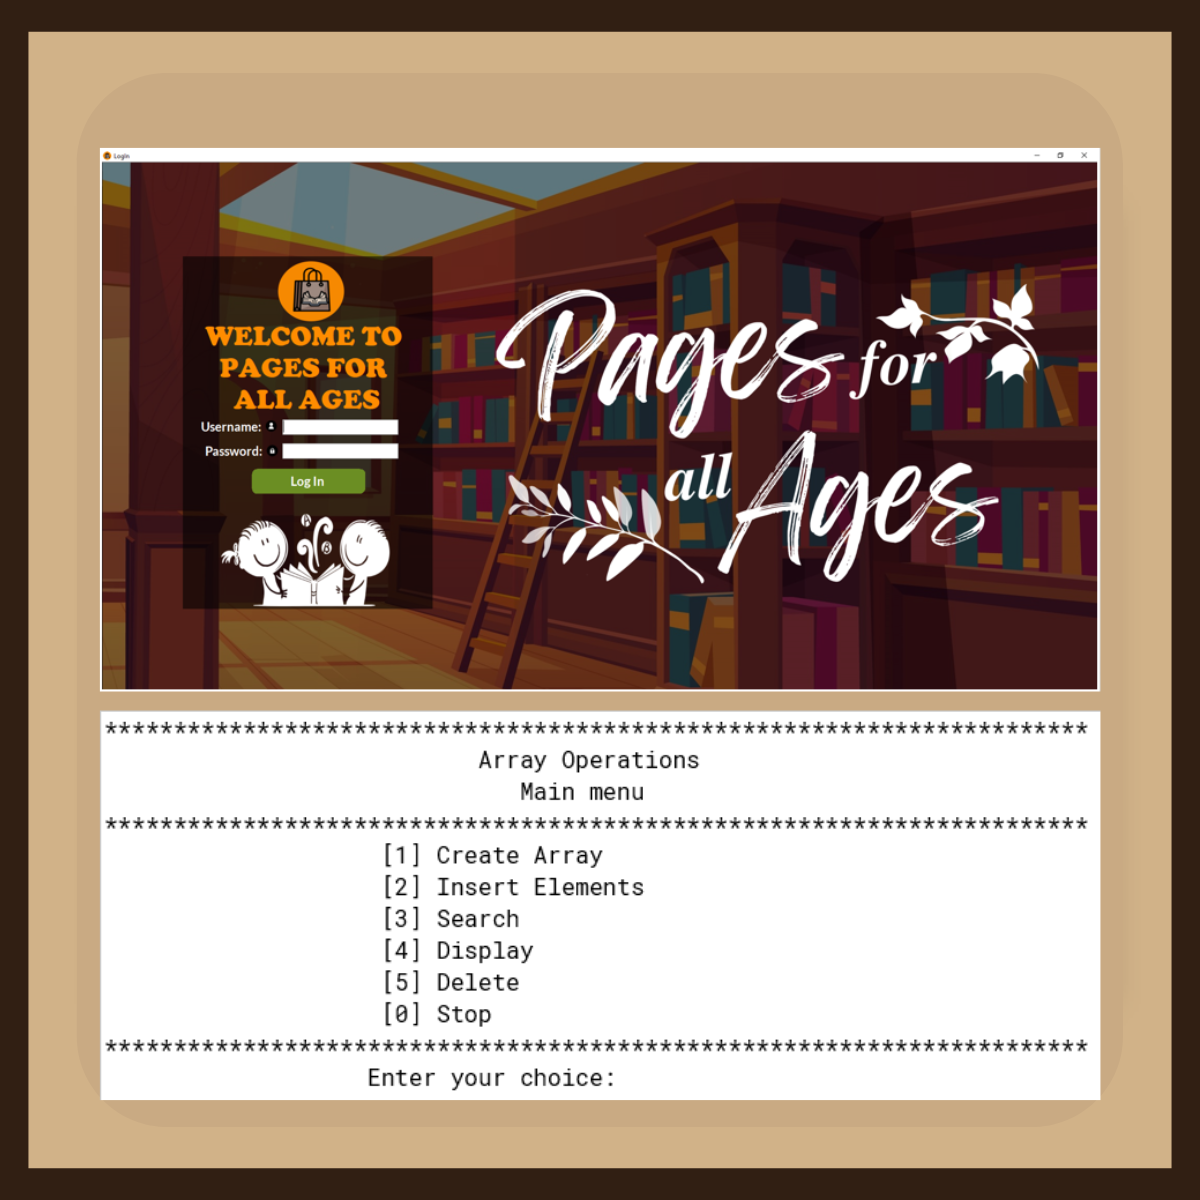 Login
WELCOME TO
PAGES FOR
ALL AGES
Username:
Password:
Log In
Pages for
all Ages
***********************************************************************
Array Operations
Main menu
***********************************************************************
[1] Create Array
[2] Insert Elements
[3] Search
[4] Display
[5] Delete
[0] Stop
***********************************************************************
Enter your choice: